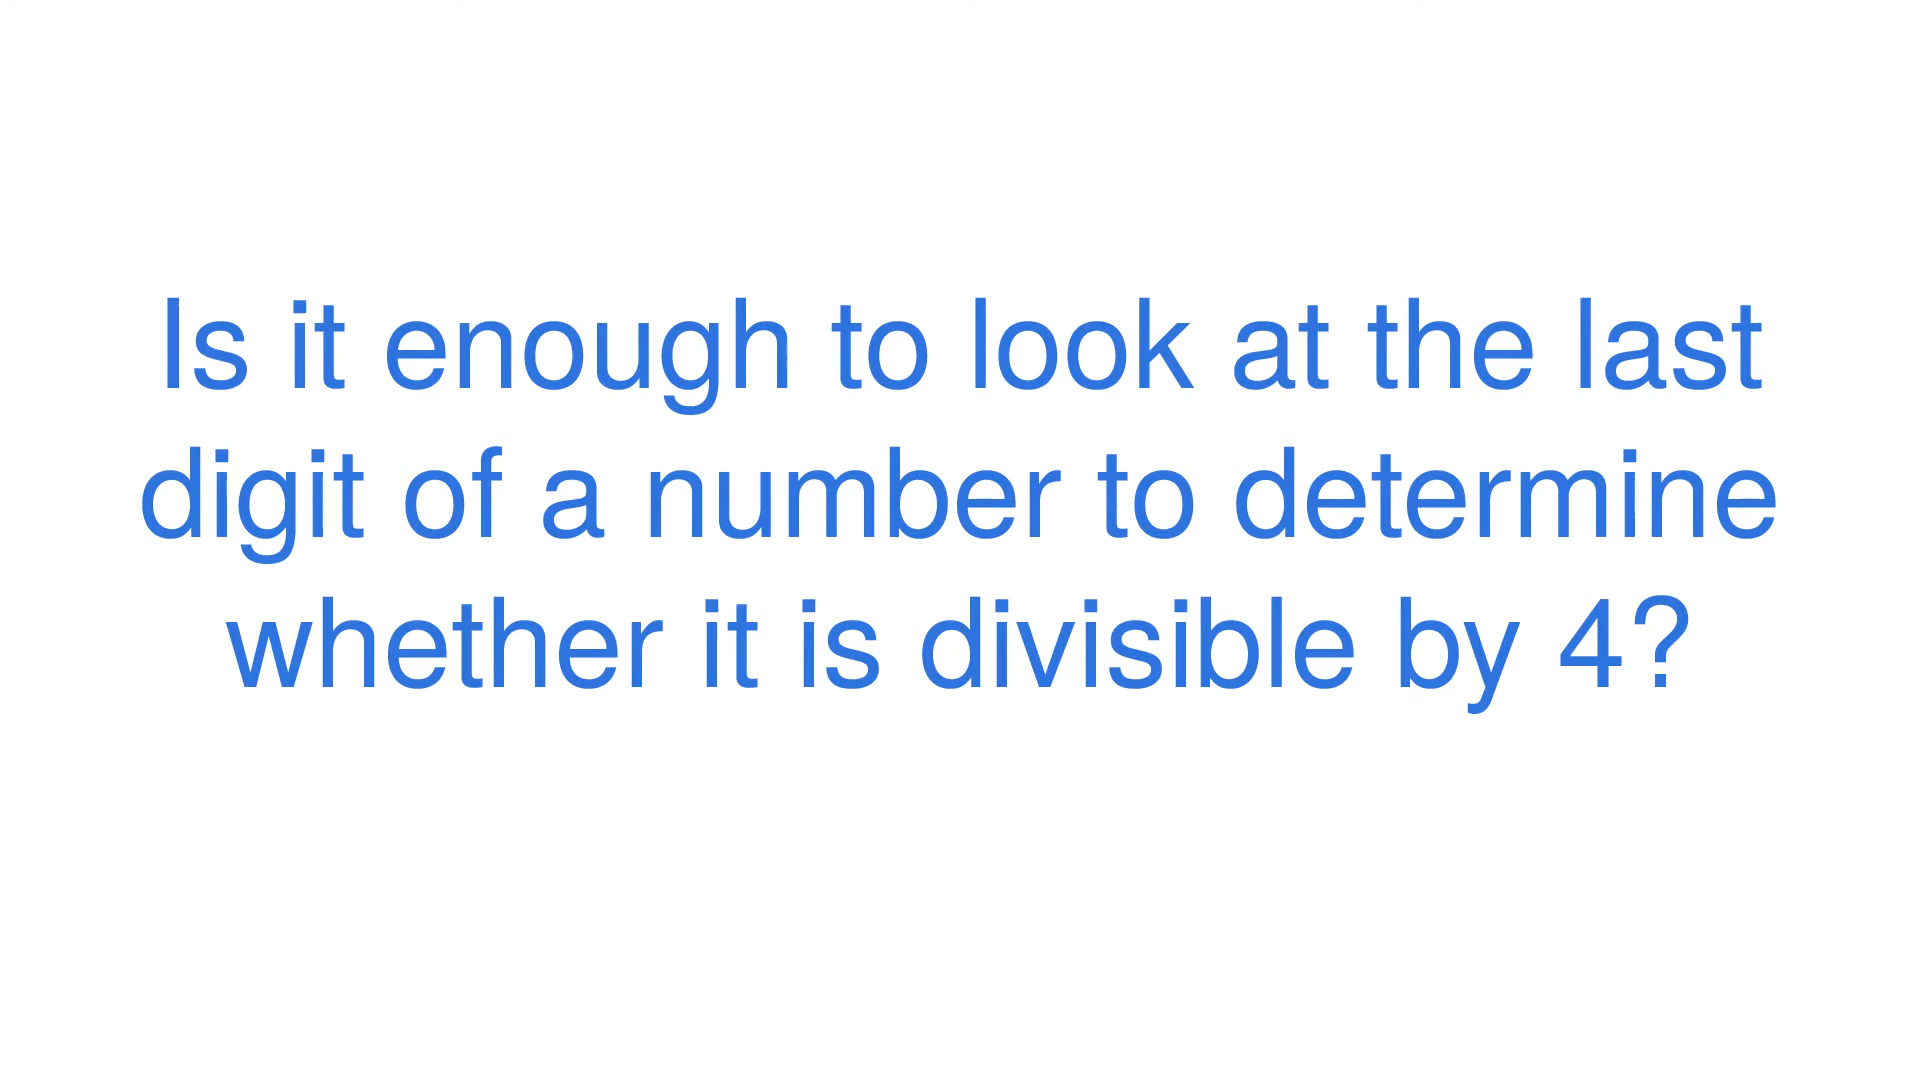 Is it enough to look at the last
digit of a number to determine
whether it is divisible by 4?